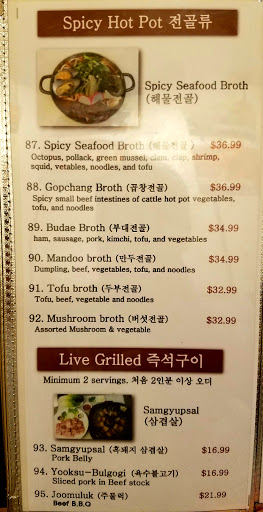 Spicy Hot Pot 전골류
Spicy Seafood Broth
(해물전골)
87. Spicy Seafood Broth (해물전골) $36.99
Octopus, pollack, green mussel, clam, clap, shrimp,
squid, vetables, noodles, and tofu
88. Gopchang Broth (곱창전골) $36.99
Spicy small beef intestines of cattle hot pot vegetables,
tofu, and noodles
89. Budae Broth (부대전골) $34.99
ham, sausage, pork, kimchi, tofu, and vegetables
90. Mandoo broth (만두전골) $34.99
Dumpling, beef, vegetables, tofu, and noodles
91. Tofu broth (두부전골) $32.99
Tofu, beef, vegetable and noodles
92. Mushroom broth (버섯전골) $32.99
Assorted Mushroom & vegetable
Live Grilled 즉석구이
Minimum 2 servings. 처음 2인분 이상 오더
Samgyupsal
(삼겹살)
93. Samgyupsal (흑돼지 삼겹살) $16.99
Pork Belly
94. Yooksu-Bulgogi (육수불고기) $16.99
Sliced pork in Beef stock
95. Joomuluk (주물럭) $21.99
Beef B.B.Q